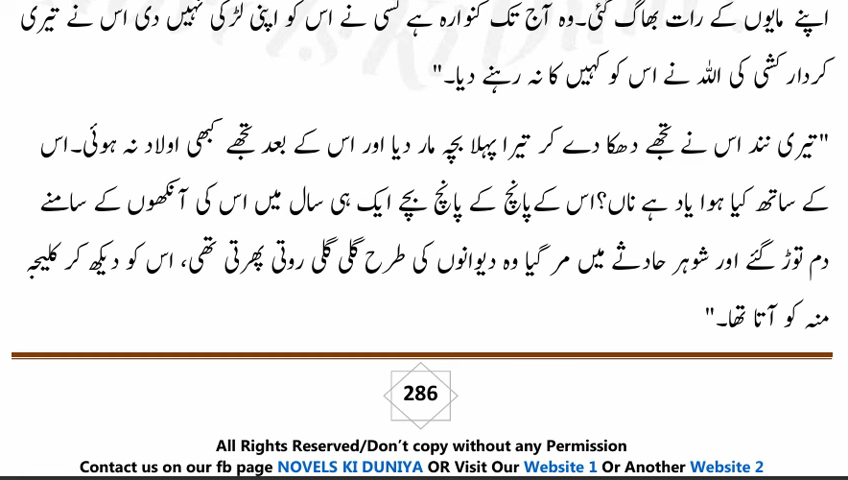 اپنے مایوں کے رات بھاگ گئی۔وہ آج تک کنوارہ ہے کسی نے اس کو اپنی لڑکی نہیں دی اس نے تیری
کردار کشی کی اللہ نے اس کو کہیں کا نہ رہنے دیا۔"
"تیری نند اس نے تجھے دھکا دے کر تیرا پہلا بچہ مار دیا اور اس کے بعد تجھے کبھی اولاد نہ ہوئی۔اس
کے ساتھ کیا ہوا یاد ہے ناں؟اس کے پانچ کے پانچ بچے ایک ہی سال میں اس کی آنکھوں کے سامنے
دم توڑ گئے اور شوہر حادثے میں مر گیا وہ دیوانوں کی طرح گلی گلی روتی پھرتی تھی، اس کو دیکھ کر کلیجہ
منہ کو آتا تھا۔"
286
All Rights Reserved/Don’t copy without any Permission
Contact us on our fb page NOVELS KI DUNIYA OR Visit Our Website 1 Or Another Website 2